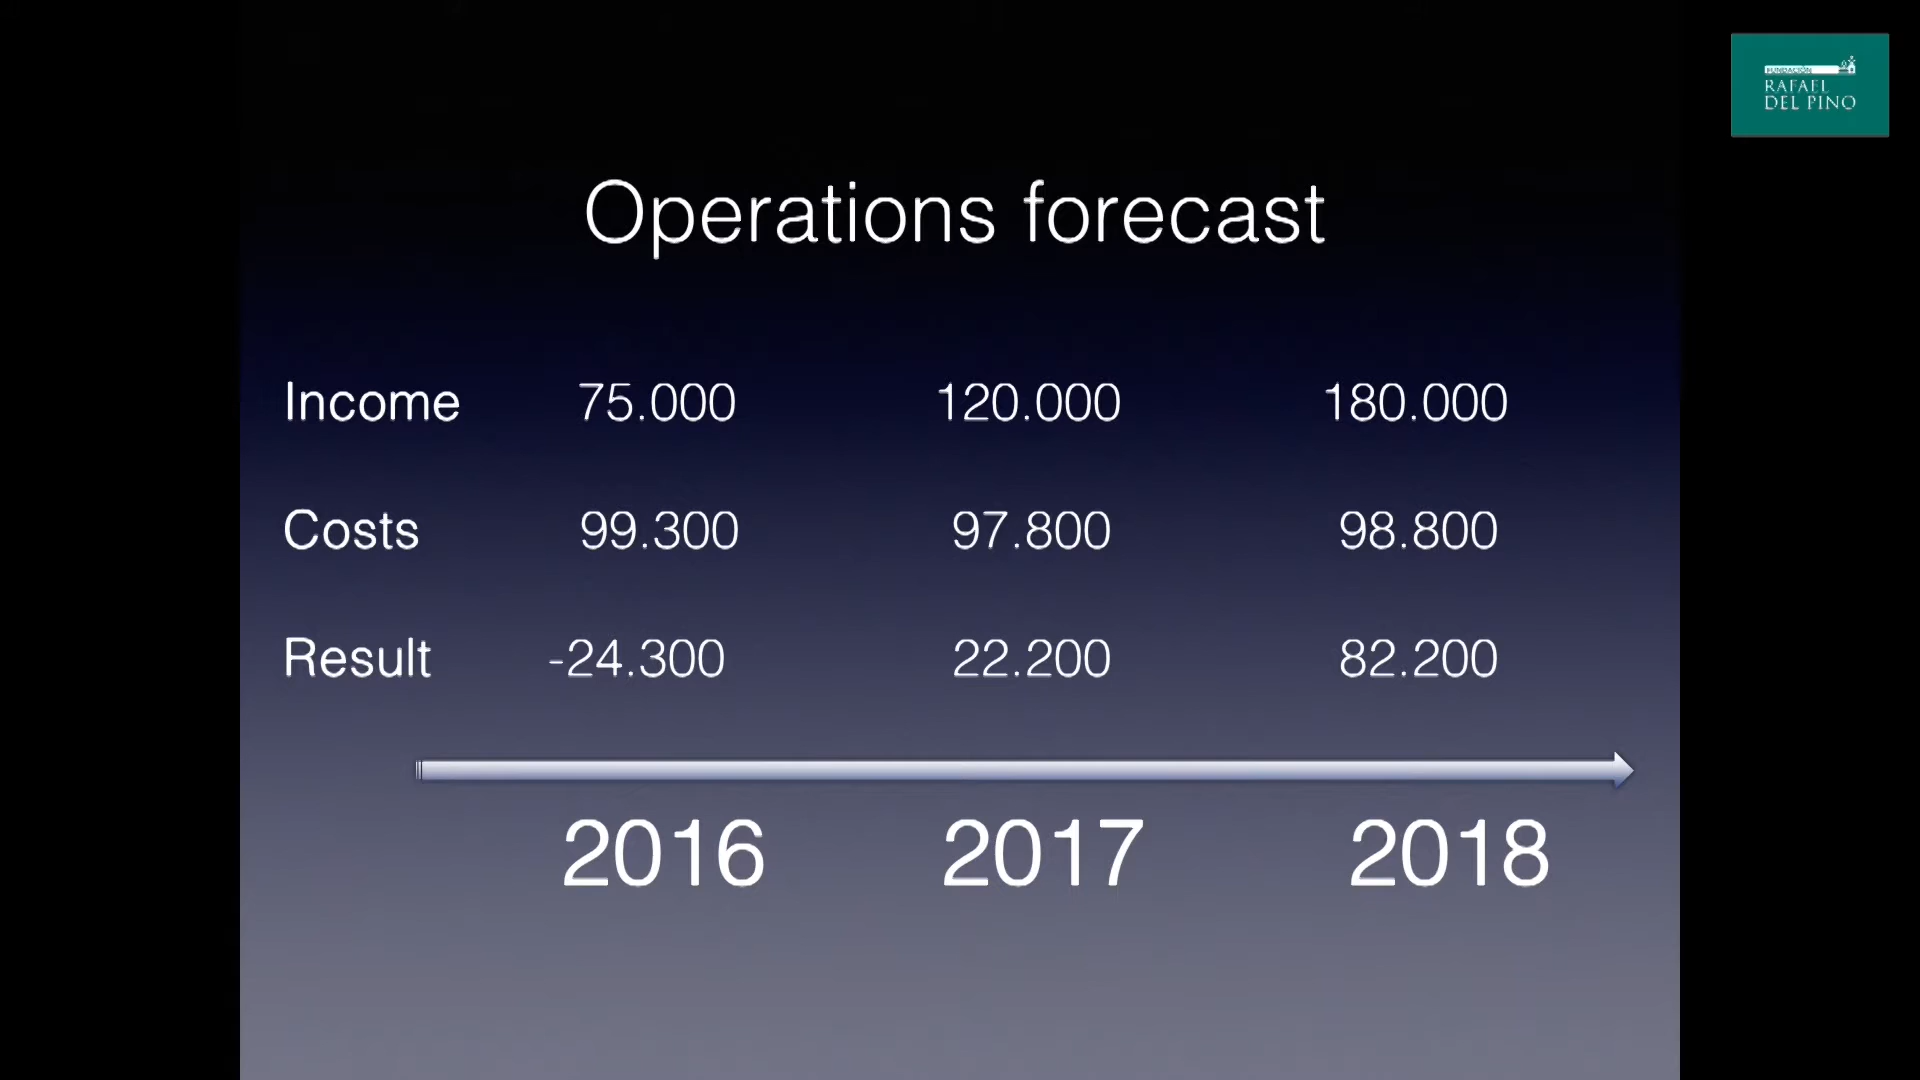 FUNDACIÓN
RAFAEL
DEL PINO
Operations forecast
Income 75.000 120.000 180.000
Costs 99.300 97.800 98.800
Result -24.300 22.200 82.200
2016 2017 2018